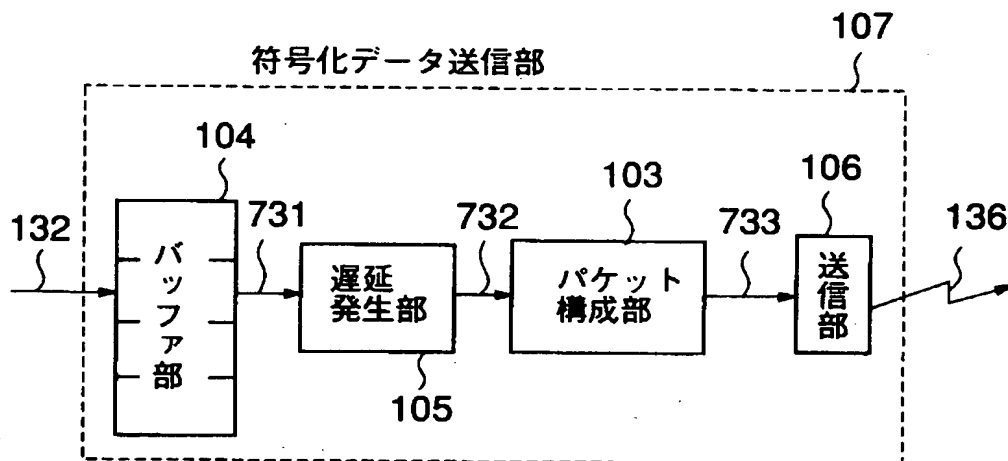 107
符号化データ送信部
104
103
106
132
731
732
733
136
バッファ部
遅延
発生部
パケット
構成部
送信部
105